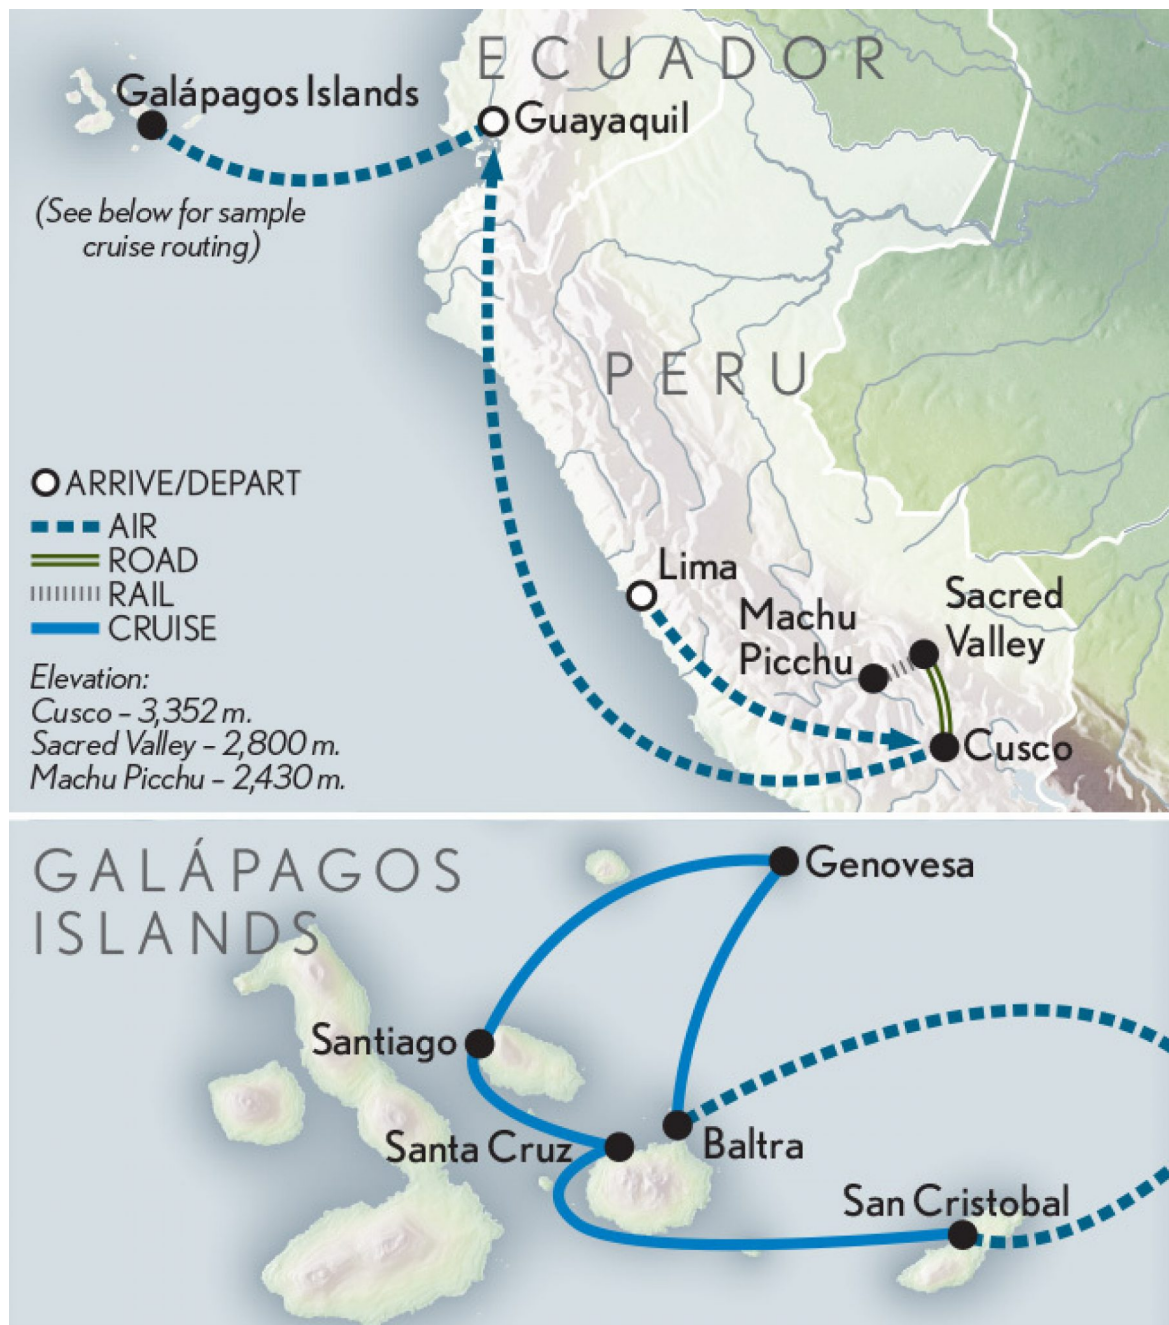 ECUADOR
Galápagos Islands
Guayaquil
(See below for sample
cruise routing)
PERU
ARRIVE/DEPART
AIR
ROAD
RAIL
CRUISE
Lima
Machu
Picchu
Sacred
Valley
Cusco
Elevation:
Cusco – 3,352 m.
Sacred Valley – 2,800 m.
Machu Picchu – 2,430 m.
GALÁPAGOS
ISLANDS
Genovesa
Santiago
Santa Cruz
Baltra
San Cristobal